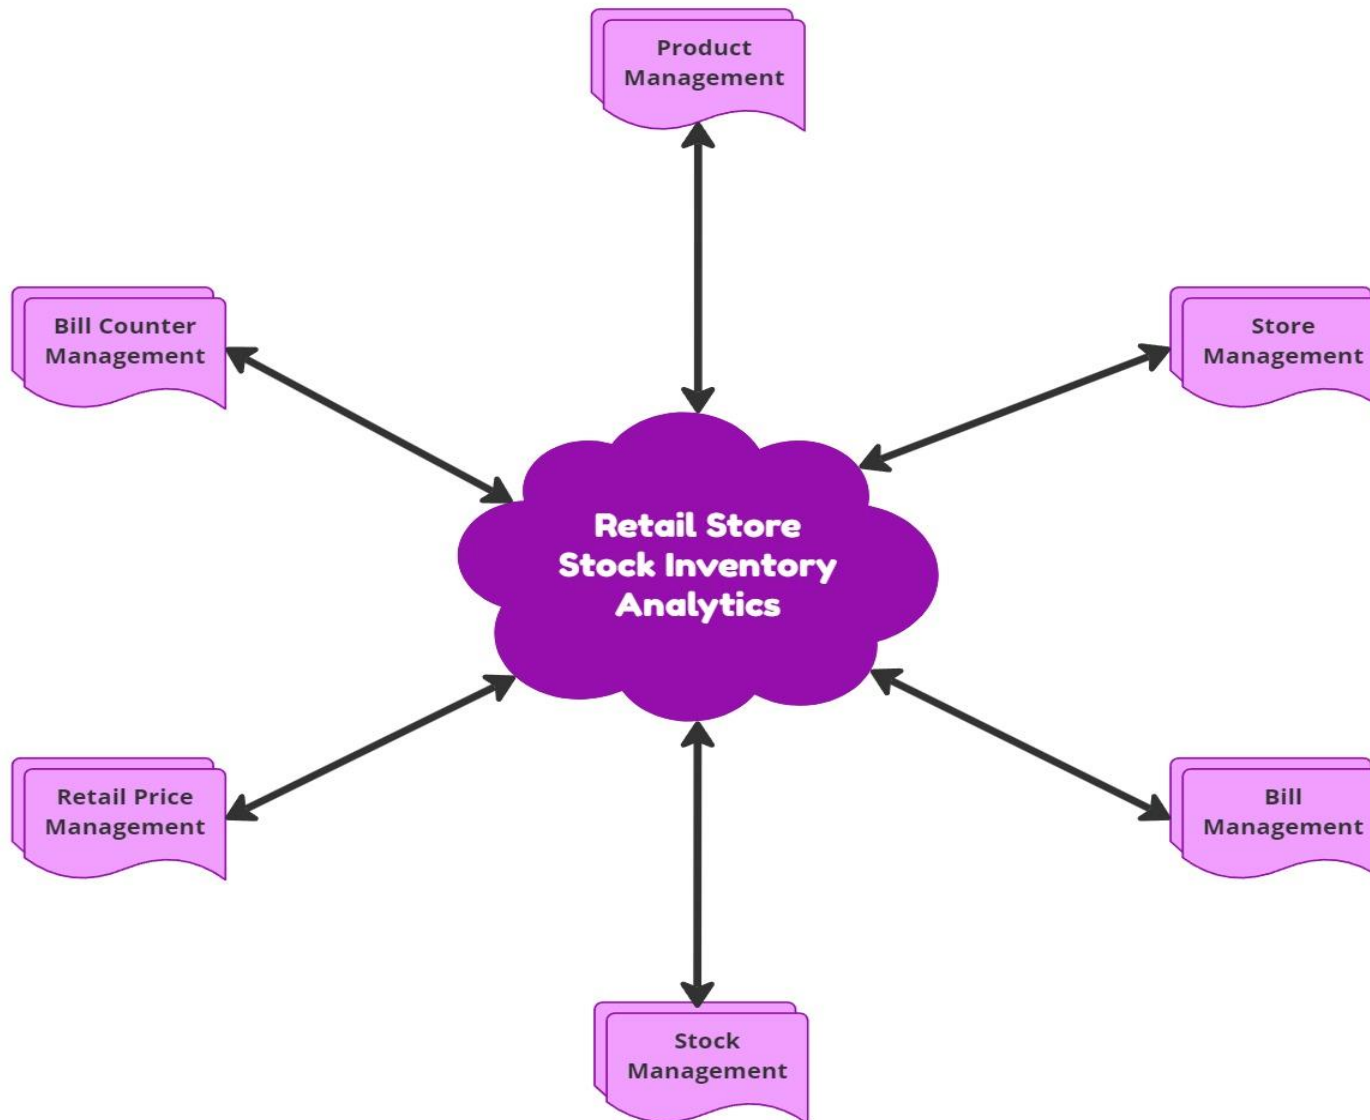 Product
Management
Bill Counter
Management
Store
Management
Retail Store
Stock Inventory
Analytics
Retail Price
Management
Bill
Management
Stock
Management